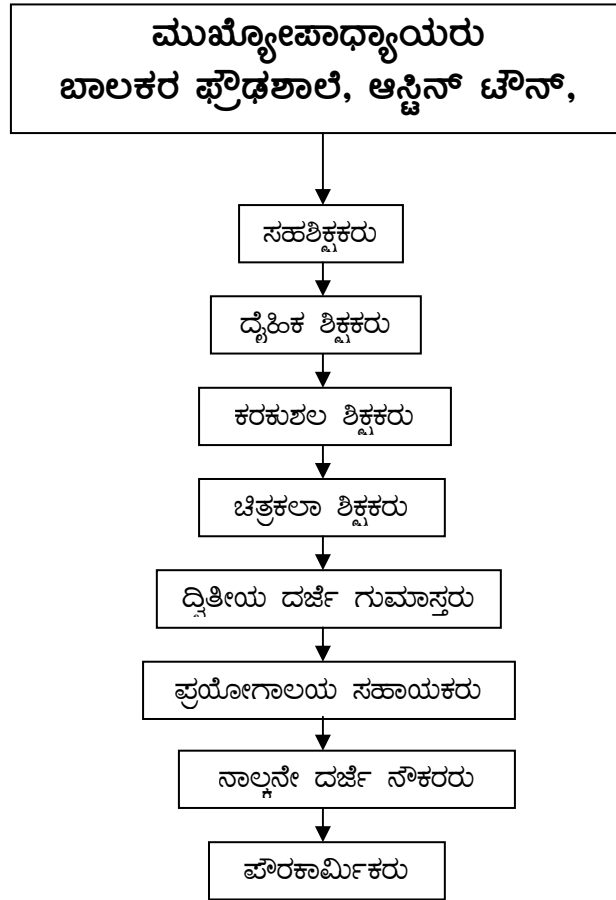 ಮುಖ್ಯೋಪಾಧ್ಯಾಯರು
ಬಾಲಕರ ಫ್ರೌಢಶಾಲೆ, ಆಸ್ಟಿನ್ ಟೌನ್,
ಸಹಶಿಕ್ಷಕರು
ದೈಹಿಕ ಶಿಕ್ಷಕರು
ಕರಕುಶಲ ಶಿಕ್ಷಕರು
ಚಿತ್ರಕಲಾ ಶಿಕ್ಷಕರು
ದ್ವಿತೀಯ ದರ್ಜೆ ಗುಮಾಸ್ತರು
ಪ್ರಯೋಗಾಲಯ ಸಹಾಯಕರು
ನಾಲ್ಕನೇ ದರ್ಜೆ ನೌಕರರು
ಪೌರಕಾರ್ಮಿಕರು